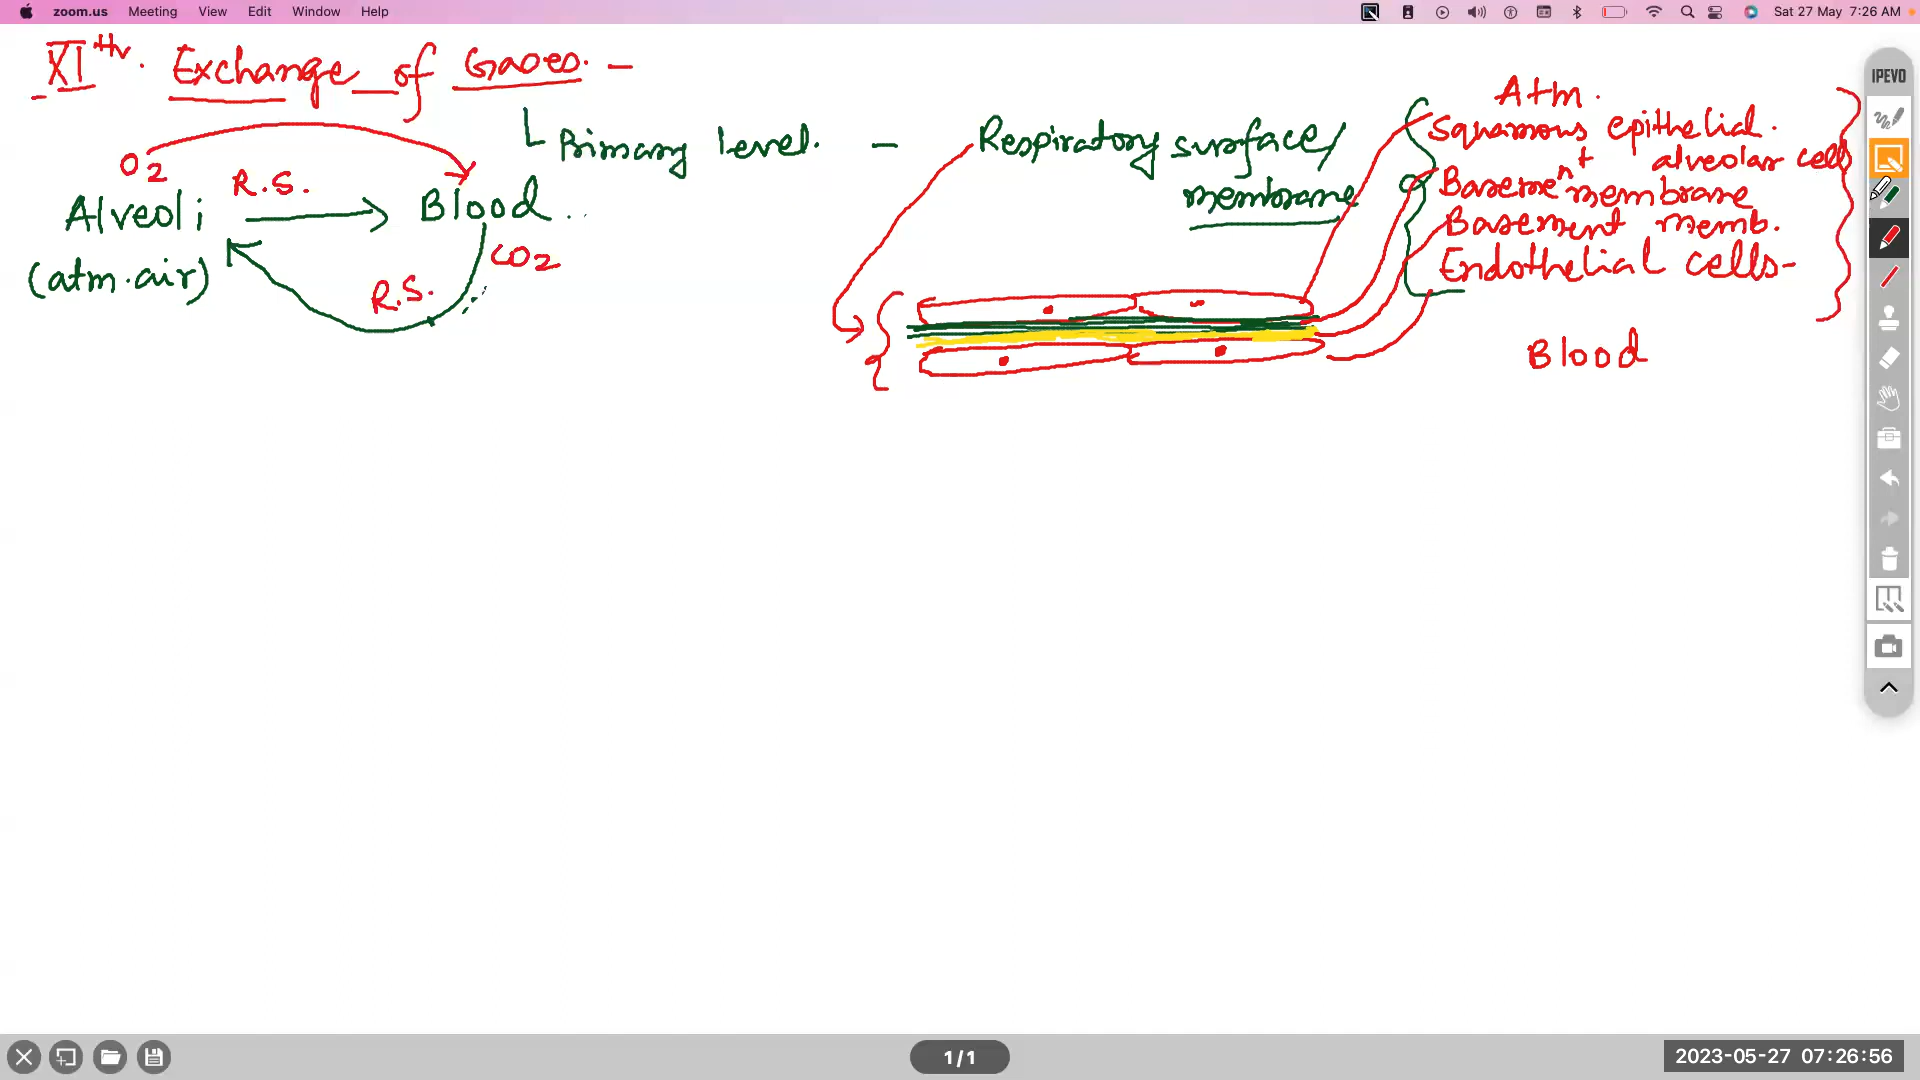 zoom.us Meeting View Edit Window Help Sat 27 May 7:26 AM
XIth. Exchange of Gases. -
Primary level. - Respiratory surface/
membrane
O2
R.S.
Alveoli Blood.
(atm.air)
CO2
R.S.
Atm.
Squamous epithelial.
+ alveolar cell
Basemen membrane
Basement memb.
Endothelial cells-
Blood
IPEVO
1/1
2023-05-27 07:26:56